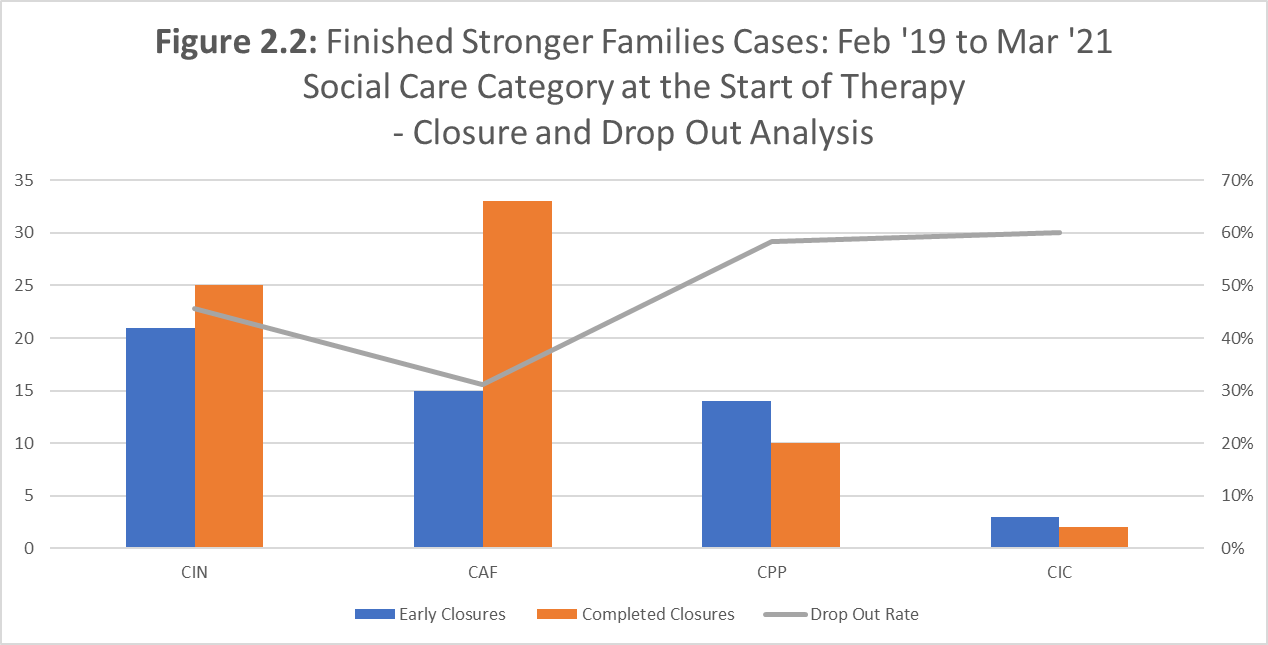 Figure 2.2: Finished Stronger Families Cases: Feb '19 to Mar '21
Social Care Category at the Start of Therapy
- Closure and Drop Out Analysis
35 70%
30 60%
25 50%
20 40%
15 30%
10 20%
5 10%
0 0%
CIN CAF CPP CIC
Early Closures Completed Closures Drop Out Rate